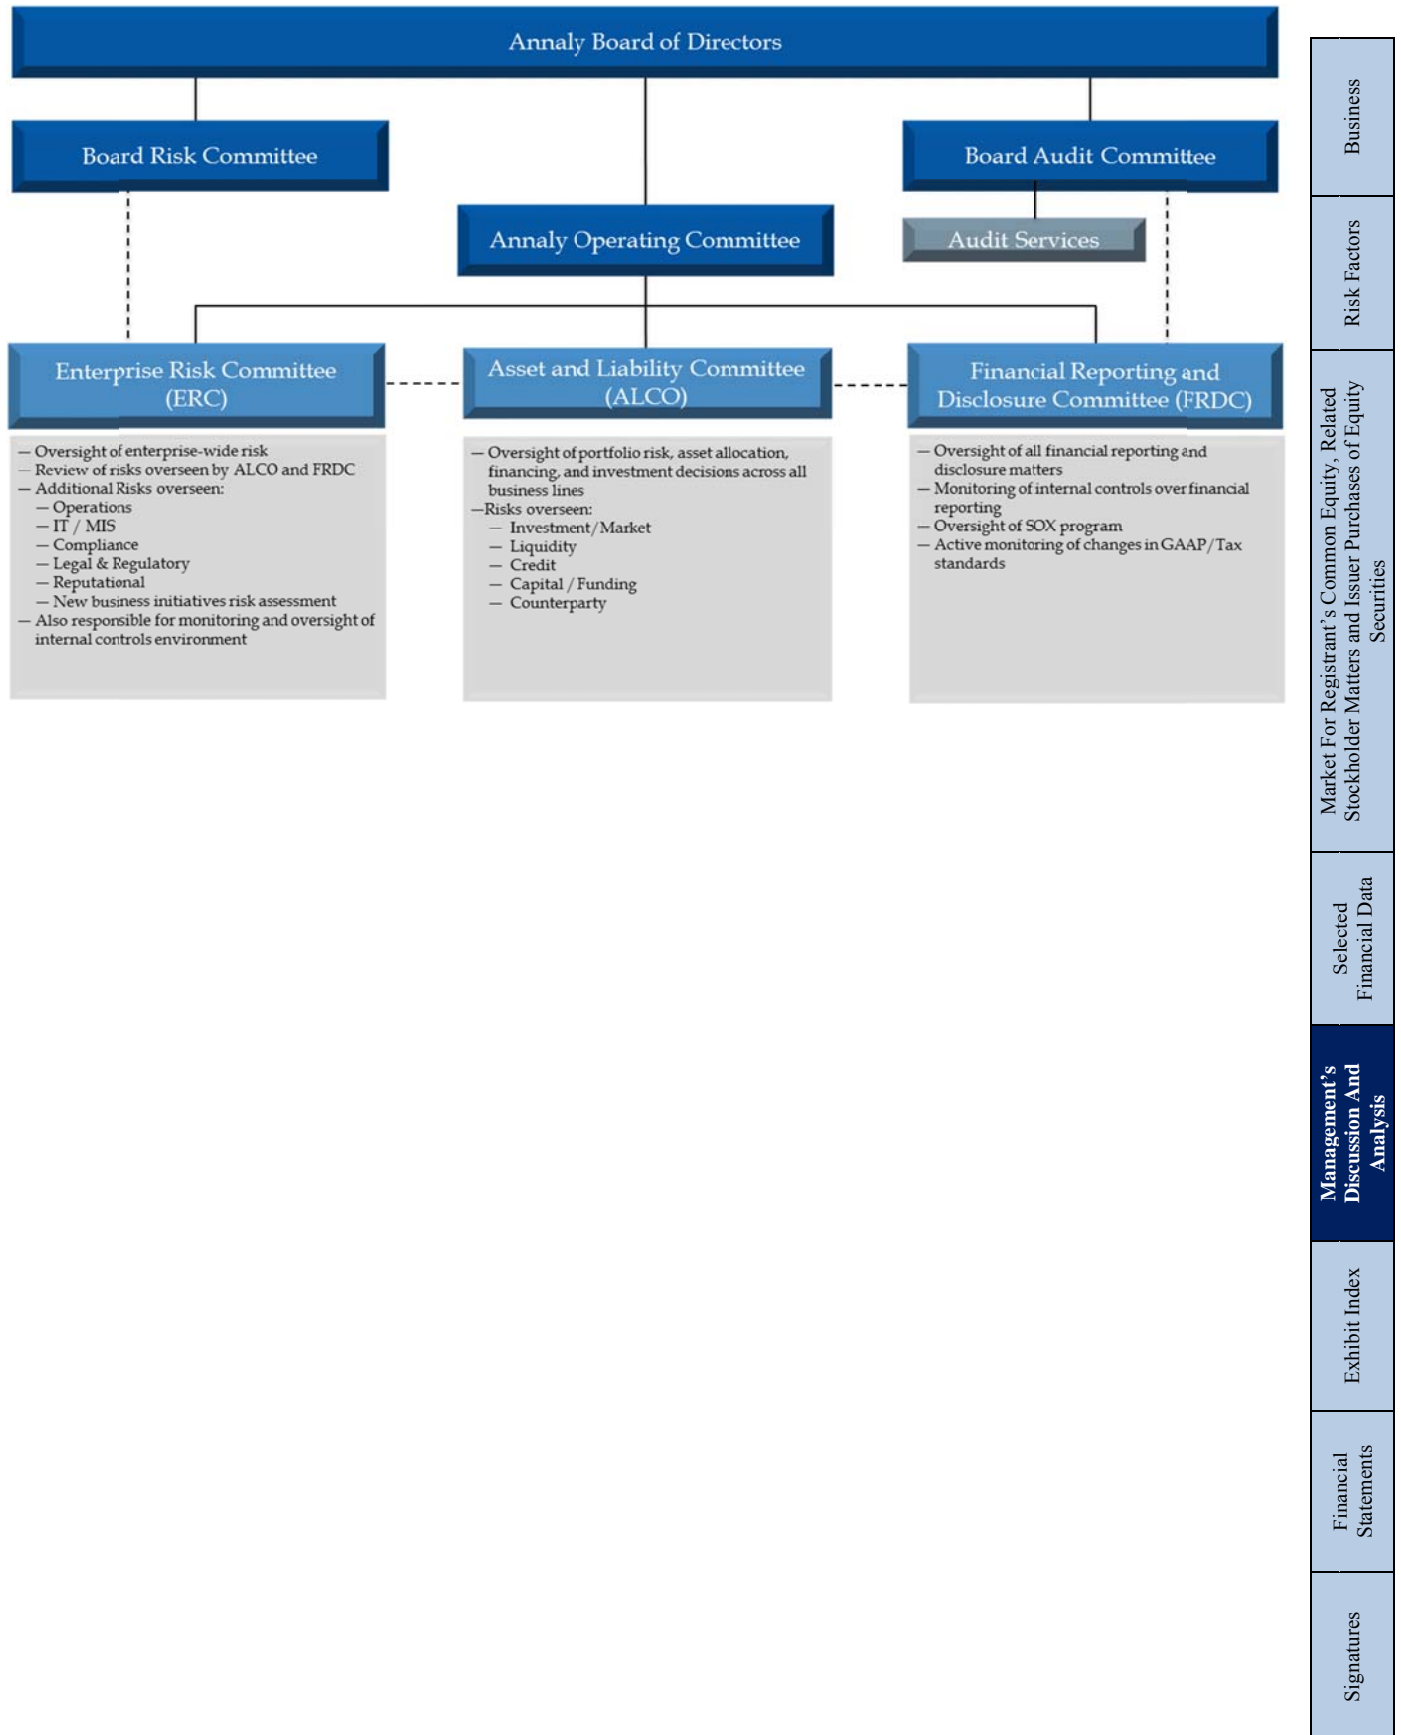 Annaly Board of Directors
Board Risk Committee
Board Audit Committee
Annaly Operating Committee
Audit Services
Enterprise Risk Committee
(ERC)
— Oversight of enterprise-wide risk
— Review of risks overseen by ALCO and FRDC
— Additional Risks overseen:
— Operations
— IT / MIS
— Compliance
— Legal & Regulatory
— Reputational
— New business initiatives risk assessment
— Also responsible for monitoring and oversight of
internal controls environment
Asset and Liability Committee
(ALCO)
— Oversight of portfolio risk, asset allocation,
financing, and investment decisions across all
business lines
—Risks overseen:
— Investment/Market
— Liquidity
— Credit
— Capital / Funding
— Counterparty
Financial Reporting and
Disclosure Committee (FRDC)
— Oversight of all financial reporting and
disclosure matters
— Monitoring of internal controls over financial
reporting
— Oversight of SOX program
— Active monitoring of changes in GAAP/Tax
standards
Business
Risk Factors
Market For Registrant’s Common Equity, Related
Stockholder Matters and Issuer Purchases of Equity
Securities
Selected
Financial Data
Management’s
Discussion And
Analysis
Exhibit Index
Financial
Statements
Signatures